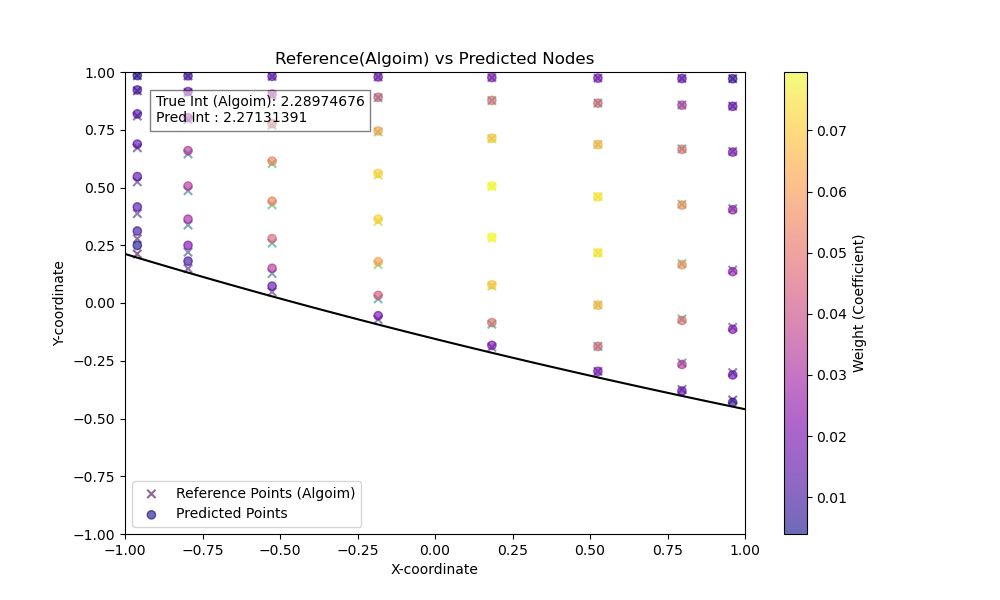 Reference(Algoim) vs Predicted Nodes
True Int (Algoim): 2.28974676
Pred Int : 2.27131391
Y-coordinate
1.00
0.75
0.50
0.25
0.00
−0.25
−0.50
−0.75
−1.00
Reference Points (Algoim)
Predicted Points
−1.00 −0.75 −0.50 −0.25 0.00 0.25 0.50 0.75 1.00
X-coordinate
0.07
0.06
0.05
0.04
0.03
0.02
0.01
Weight (Coefficient)